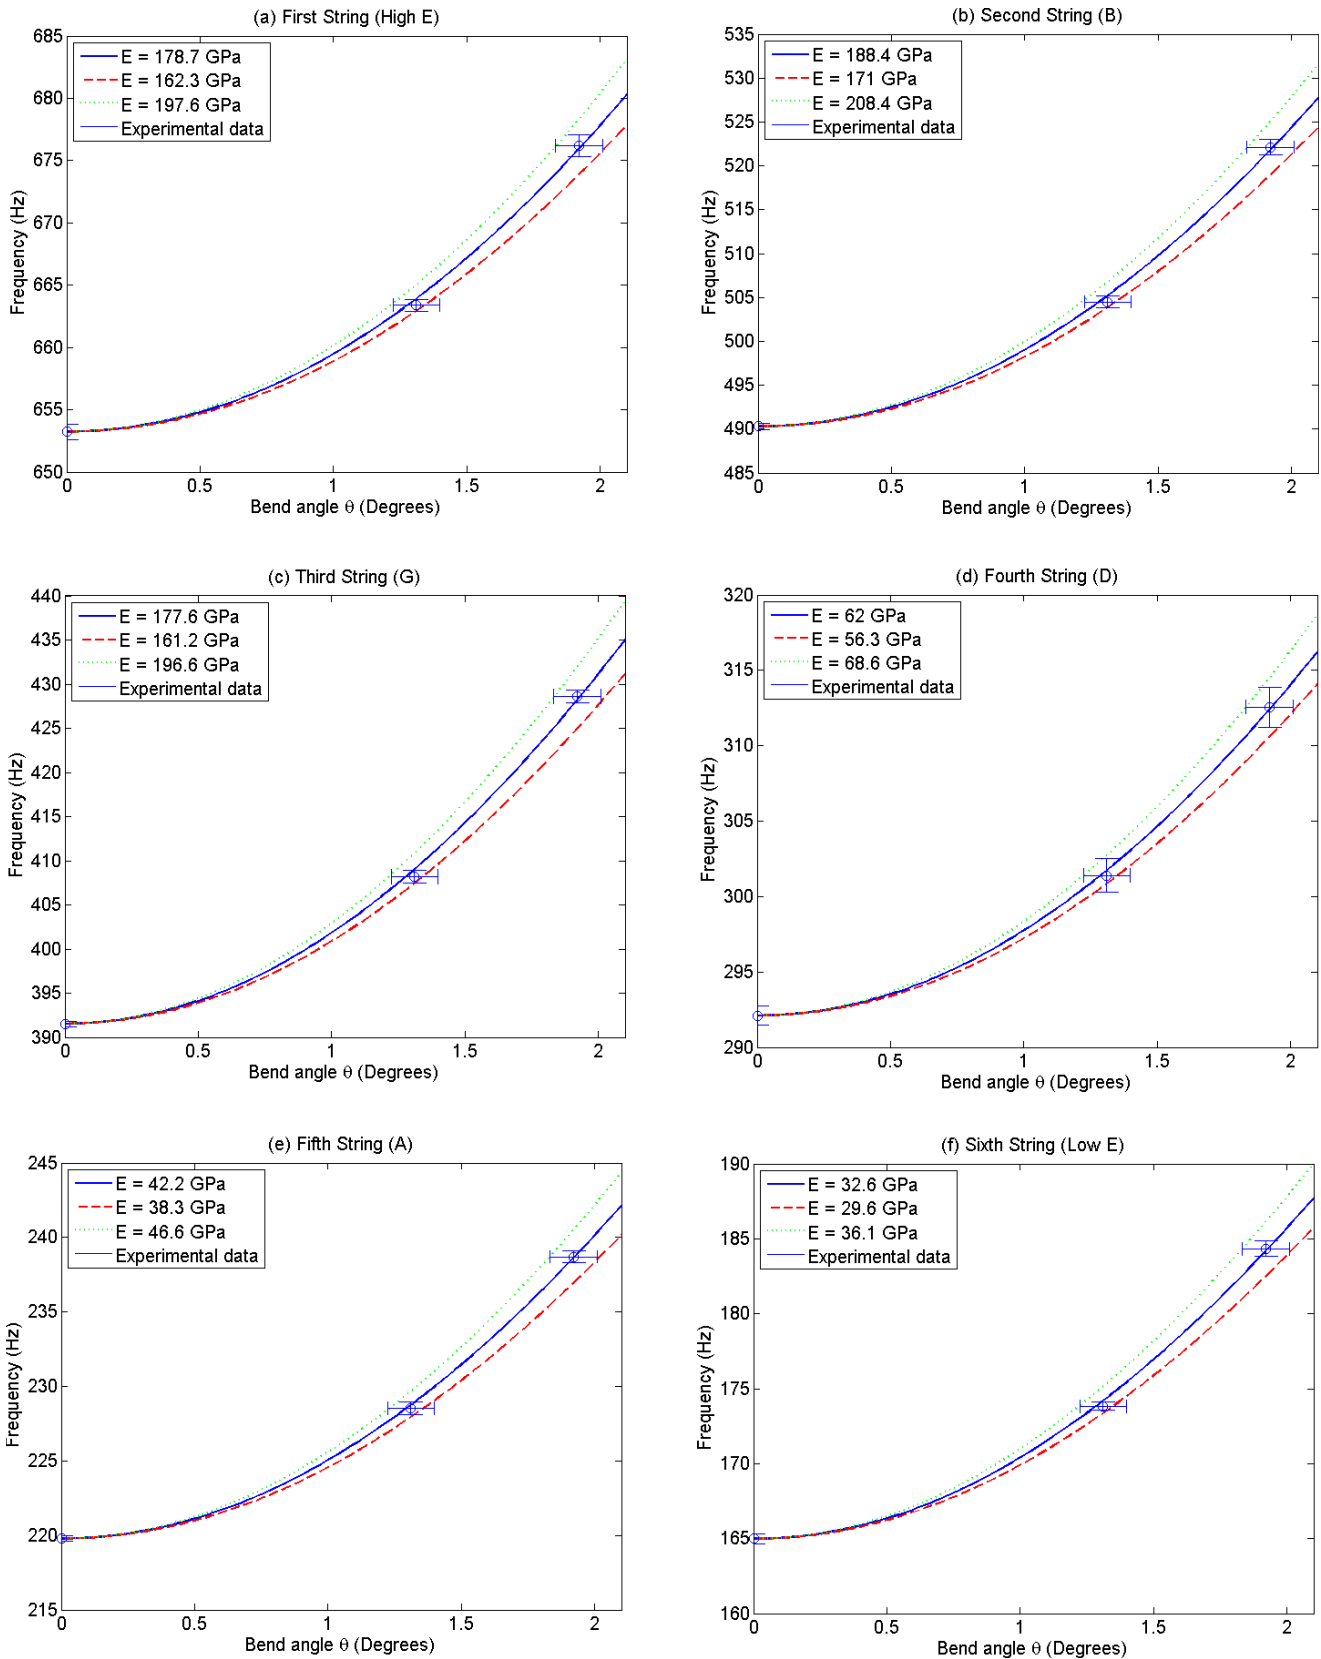 (a) First String (High E)
E = 178.7 GPa
E = 162.3 GPa
E = 197.6 GPa
Experimental data
685
680
675
670
665
660
655
650
Frequency (Hz)
0 0.5 1 1.5 2
Bend angle θ (Degrees)
(b) Second String (B)
E = 188.4 GPa
E = 171 GPa
E = 208.4 GPa
Experimental data
535
530
525
520
515
510
505
500
495
490
485
Frequency (Hz)
0 0.5 1 1.5 2
Bend angle θ (Degrees)
(c) Third String (G)
E = 177.6 GPa
E = 161.2 GPa
E = 196.6 GPa
Experimental data
440
435
430
425
420
415
410
405
400
395
390
Frequency (Hz)
0 0.5 1 1.5 2
Bend angle θ (Degrees)
(d) Fourth String (D)
E = 62 GPa
E = 56.3 GPa
E = 68.6 GPa
Experimental data
320
315
310
305
300
295
290
Frequency (Hz)
0 0.5 1 1.5 2
Bend angle θ (Degrees)
(e) Fifth String (A)
E = 42.2 GPa
E = 38.3 GPa
E = 46.6 GPa
Experimental data
245
240
235
230
225
220
215
Frequency (Hz)
0 0.5 1 1.5 2
Bend angle θ (Degrees)
(f) Sixth String (Low E)
E = 32.6 GPa
E = 29.6 GPa
E = 36.1 GPa
Experimental data
190
185
180
175
170
165
160
Frequency (Hz)
0 0.5 1 1.5 2
Bend angle θ (Degrees)